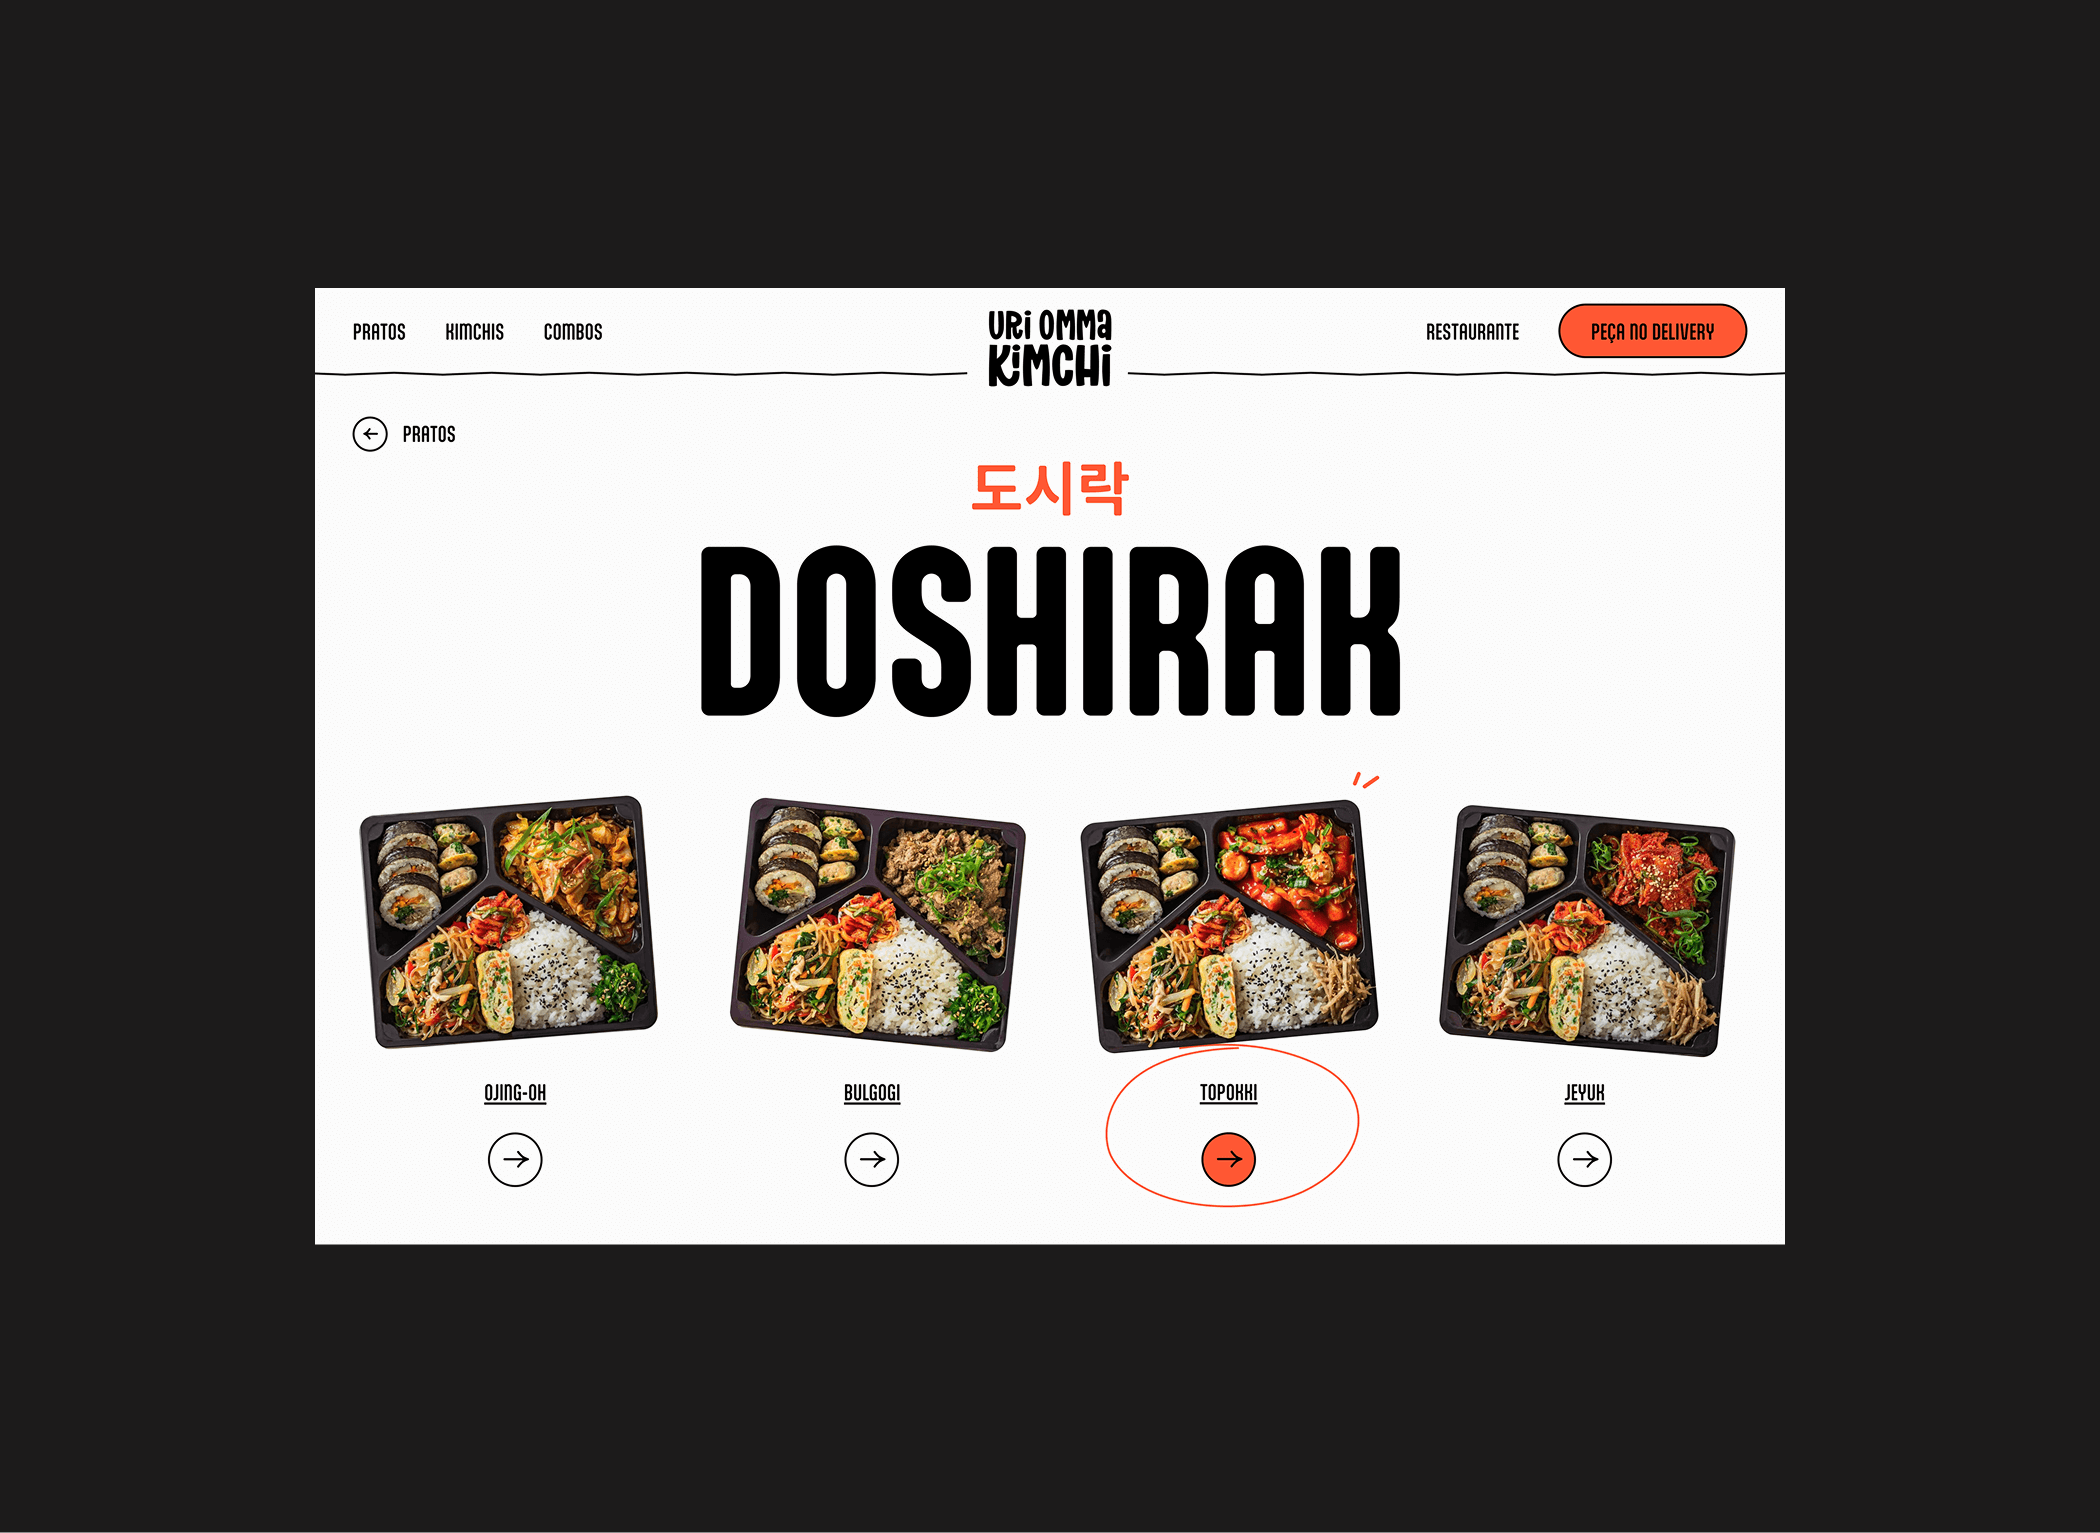 PRATOS KIMCHIS COMBOS
URi OMMa
KiMCHi
RESTAURANTE PEÇA NO DELIVERY
PRATOS
도시락
DOSHIRAK
OJING-OH
BULGOGI
TOPOKKI
JEYUK